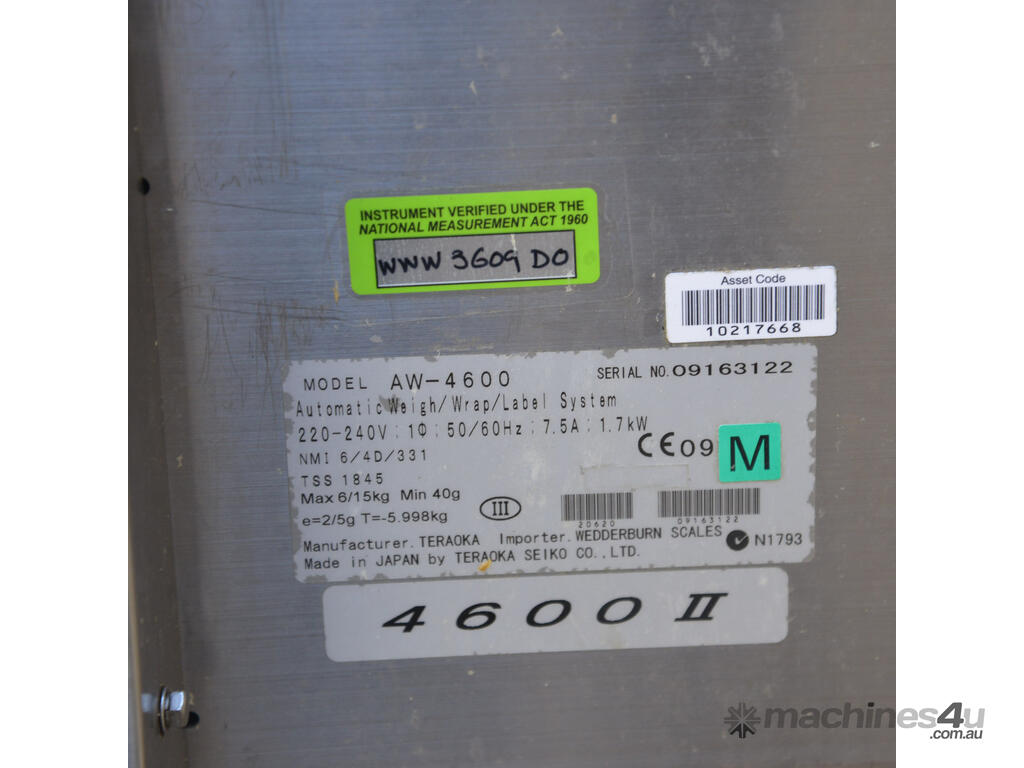 INSTRUMENT VERIFIED UNDER THE
NATIONAL MEASUREMENT ACT 1960
WWW 3609 DO
Asset Code
10217668
MODEL AW-4600 SERIAL NO. 09163122
Automatic Weigh/Wrap/Label System
220-240V : 1Φ : 50/60Hz : 7.5A : 1.7kW
CE 09 M
NMI 6/4D/331
TSS 1845
Max 6/15kg Min 40g
e=2/5g T=-5.998kg
III
20620
09163122
Manufacturer. TERAOKA Importer. WEDDERBURN SCALES
N1793
Made in JAPAN by TERAOKA SEIKO CO.,LTD.
4600 II
machines4u
.com.au